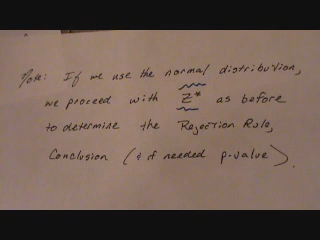 Note: If we use the normal distribution,
we proceed with Z* as before
to determine the Rejection Rule,
Conclusion (& if needed p-value).